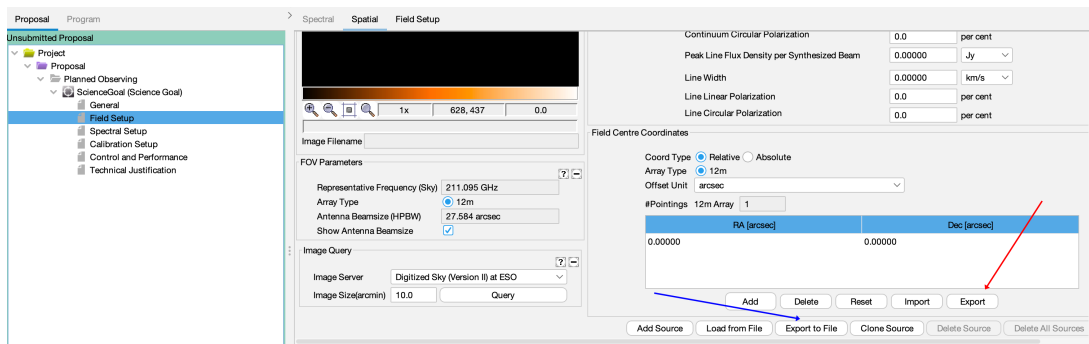 Proposal Program
Unsubmitted Proposal
Project
Proposal
Planned Observing
ScienceGoal (Science Goal)
General
Field Setup
Spectral Setup
Calibration Setup
Control and Performance
Technical Justification
Spectral Spatial Field Setup
1x 628, 437 0.0
Image Filename
FOV Parameters
? −
Representative Frequency (Sky) 211.095 GHz
Array Type 12m
Antenna Beamsize (HPBW) 27.584 arcsec
Show Antenna Beamsize
Image Query
? −
Image Server Digitized Sky (Version II) at ESO
Image Size(arcmin) 10.0 Query
Continuum Circular Polarization 0.0 per cent
Peak Line Flux Density per Synthesized Beam 0.00000 Jy
Line Width 0.00000 km/s
Line Linear Polarization 0.0 per cent
Line Circular Polarization 0.0 per cent
Field Centre Coordinates
Coord Type Relative Absolute
Array Type 12m
Offset Unit arcsec
#Pointings 12m Array 1
RA [arcsec] Dec [arcsec]
0.00000 0.00000
Add Delete Reset Import Export
Add Source Load from File Export to File Clone Source Delete Source Delete All Sources